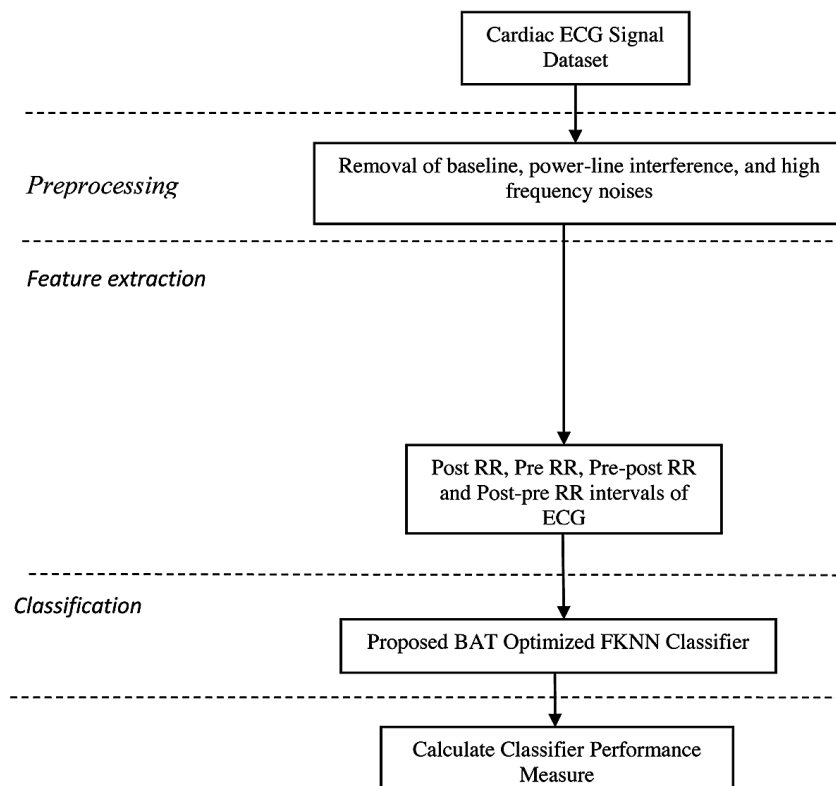 Cardiac ECG Signal
Dataset
Removal of baseline, power-line interference, and high
frequency noises
Preprocessing
Feature extraction
Post RR, Pre RR, Pre-post RR
and Post-pre RR intervals of
ECG
Classification
Proposed BAT Optimized FKNN Classifier
Calculate Classifier Performance
Measure